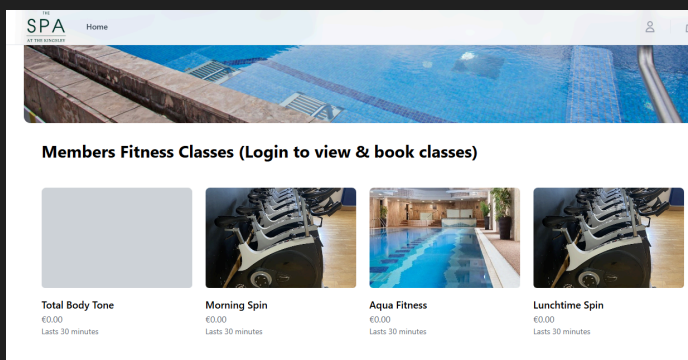 THE
SPA
AT THE KINGSLEY
Home
Members Fitness Classes (Login to view & book classes)
Total Body Tone
€0.00
Lasts 30 minutes
Morning Spin
€0.00
Lasts 30 minutes
Aqua Fitness
€0.00
Lasts 30 minutes
Lunchtime Spin
€0.00
Lasts 30 minutes